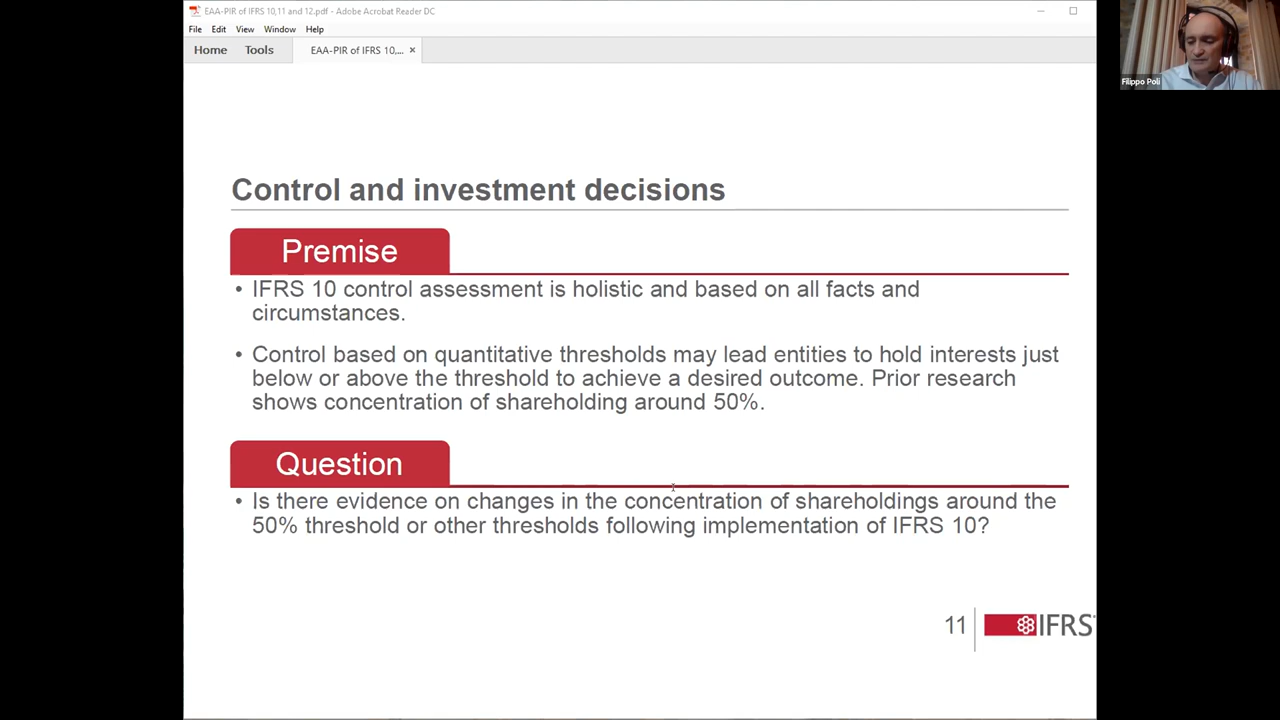 EAA-PIR of IFRS 10,11 and 12.pdf - Adobe Acrobat Reader DC
File Edit View Window Help
Home Tools EAA-PIR of IFRS 10,... ×
Filippo Poli
Control and investment decisions
Premise
• IFRS 10 control assessment is holistic and based on all facts and
circumstances.
• Control based on quantitative thresholds may lead entities to hold interests just
below or above the threshold to achieve a desired outcome. Prior research
shows concentration of shareholding around 50%.
Question
• Is there evidence on changes in the concentration of shareholdings around the
50% threshold or other thresholds following implementation of IFRS 10?
11 IFRS